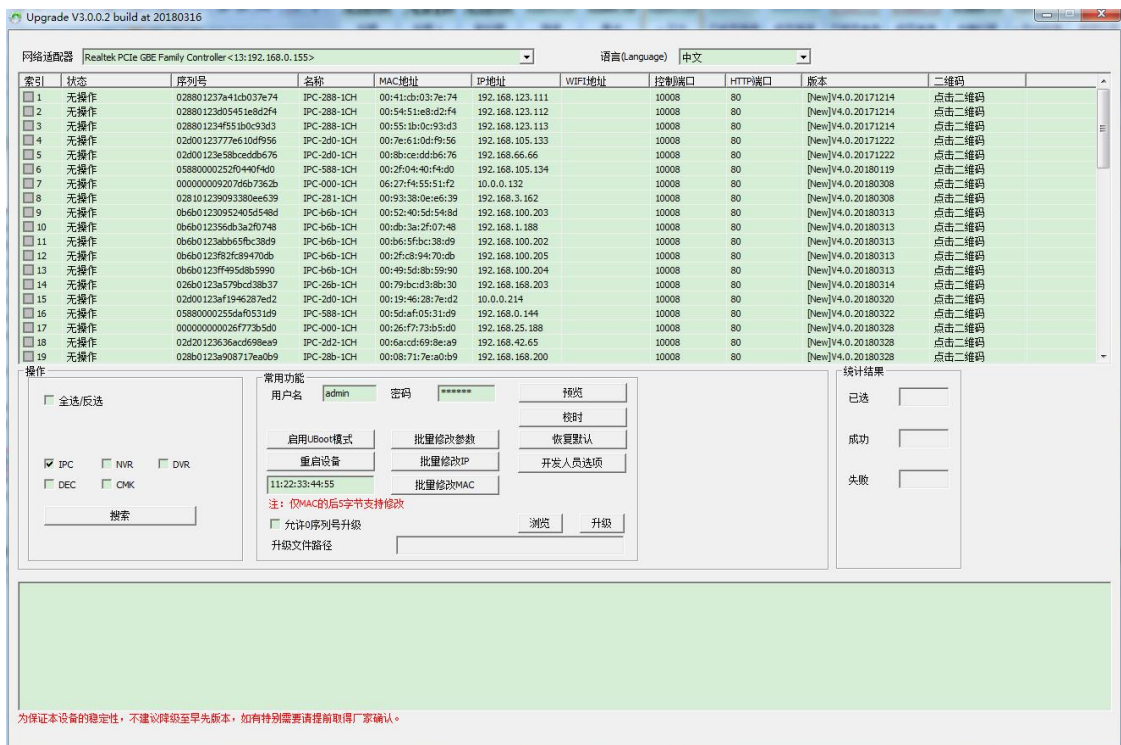 Upgrade V3.0.0.2 build at 20180316
网络适配器 Realtek PCIe GBE Family Controller<13:192.168.0.155> 语言(Language) 中文
索引 状态 序列号 名称 MAC地址 IP地址 WIFI地址 控制端口 HTTP端口 版本 二维码
1 无操作 028801237a41cb037e74 IPC-288-1CH 00:41:cb:03:7e:74 192.168.123.111 10008 80 [New]V4.0.20171214 点击二维码
2 无操作 02880123d05451e8d2f4 IPC-288-1CH 00:54:51:e8:d2:f4 192.168.123.112 10008 80 [New]V4.0.20171214 点击二维码
3 无操作 028801234f551b0c93d3 IPC-288-1CH 00:55:1b:0c:93:d3 192.168.123.113 10008 80 [New]V4.0.20171214 点击二维码
4 无操作 02d00123777e610df956 IPC-2d0-1CH 00:7e:61:0d:f9:56 192.168.105.133 10008 80 [New]V4.0.20171222 点击二维码
5 无操作 02d00123e58bceddb676 IPC-2d0-1CH 00:8b:ce:dd:b6:76 192.168.66.66 10008 80 [New]V4.0.20171222 点击二维码
6 无操作 05880000252f0440f4d0 IPC-588-1CH 00:2f:04:40:f4:d0 192.168.105.134 10008 80 [New]V4.0.20180119 点击二维码
7 无操作 000000009207d6b7362b IPC-000-1CH 06:27:f4:55:51:f2 10.0.0.132 10008 80 [New]V4.0.20180308 点击二维码
8 无操作 028101239093380ee639 IPC-281-1CH 00:93:38:0e:e6:39 192.168.3.162 10008 80 [New]V4.0.20180308 点击二维码
9 无操作 0b6b01230952405d548d IPC-b6b-1CH 00:52:40:5d:54:8d 192.168.100.203 10008 80 [New]V4.0.20180313 点击二维码
10 无操作 0b6b012356db3a2f0748 IPC-b6b-1CH 00:db:3a:2f:07:48 192.168.1.188 10008 80 [New]V4.0.20180313 点击二维码
11 无操作 0b6b0123abb65fbc38d9 IPC-b6b-1CH 00:b6:5f:bc:38:d9 192.168.100.202 10008 80 [New]V4.0.20180313 点击二维码
12 无操作 0b6b0123f82fc89470db IPC-b6b-1CH 00:2f:c8:94:70:db 192.168.100.205 10008 80 [New]V4.0.20180313 点击二维码
13 无操作 0b6b0123ff495d8b5990 IPC-b6b-1CH 00:49:5d:8b:59:90 192.168.100.204 10008 80 [New]V4.0.20180313 点击二维码
14 无操作 026b0123a579bcd38b37 IPC-26b-1CH 00:79:bc:d3:8b:30 192.168.168.203 10008 80 [New]V4.0.20180314 点击二维码
15 无操作 02d00123af1946287ed2 IPC-2d0-1CH 00:19:46:28:7e:d2 10.0.0.214 10008 80 [New]V4.0.20180320 点击二维码
16 无操作 05880000255daf0531d9 IPC-588-1CH 00:5d:af:05:31:d9 192.168.0.144 10008 80 [New]V4.0.20180322 点击二维码
17 无操作 000000000026f773b5d0 IPC-000-1CH 00:26:f7:73:b5:d0 192.168.25.188 10008 80 [New]V4.0.20180328 点击二维码
18 无操作 02d20123636acd698ea9 IPC-2d2-1CH 00:6a:cd:69:8e:a9 192.168.42.65 10008 80 [New]V4.0.20180328 点击二维码
19 无操作 028b0123a908717ea0b9 IPC-28b-1CH 00:08:71:7e:a0:b9 192.168.168.200 10008 80 [New]V4.0.20180328 点击二维码
操作 常用功能 统计结果
全选/反选 用户名 admin 密码 ****** 预览 已选
校时
启用UBoot模式 批量修改参数 恢复默认 成功
IPC NVR DVR 重启设备 批量修改IP 开发人员选项
DEC CMK 11:22:33:44:55 批量修改MAC 失败
注：仅MAC的后5字节支持修改
搜索 允许0序列号升级 浏览 升级
升级文件路径
为保证本设备的稳定性，不建议降级至早先版本，如有特别需要请提前取得厂家确认。